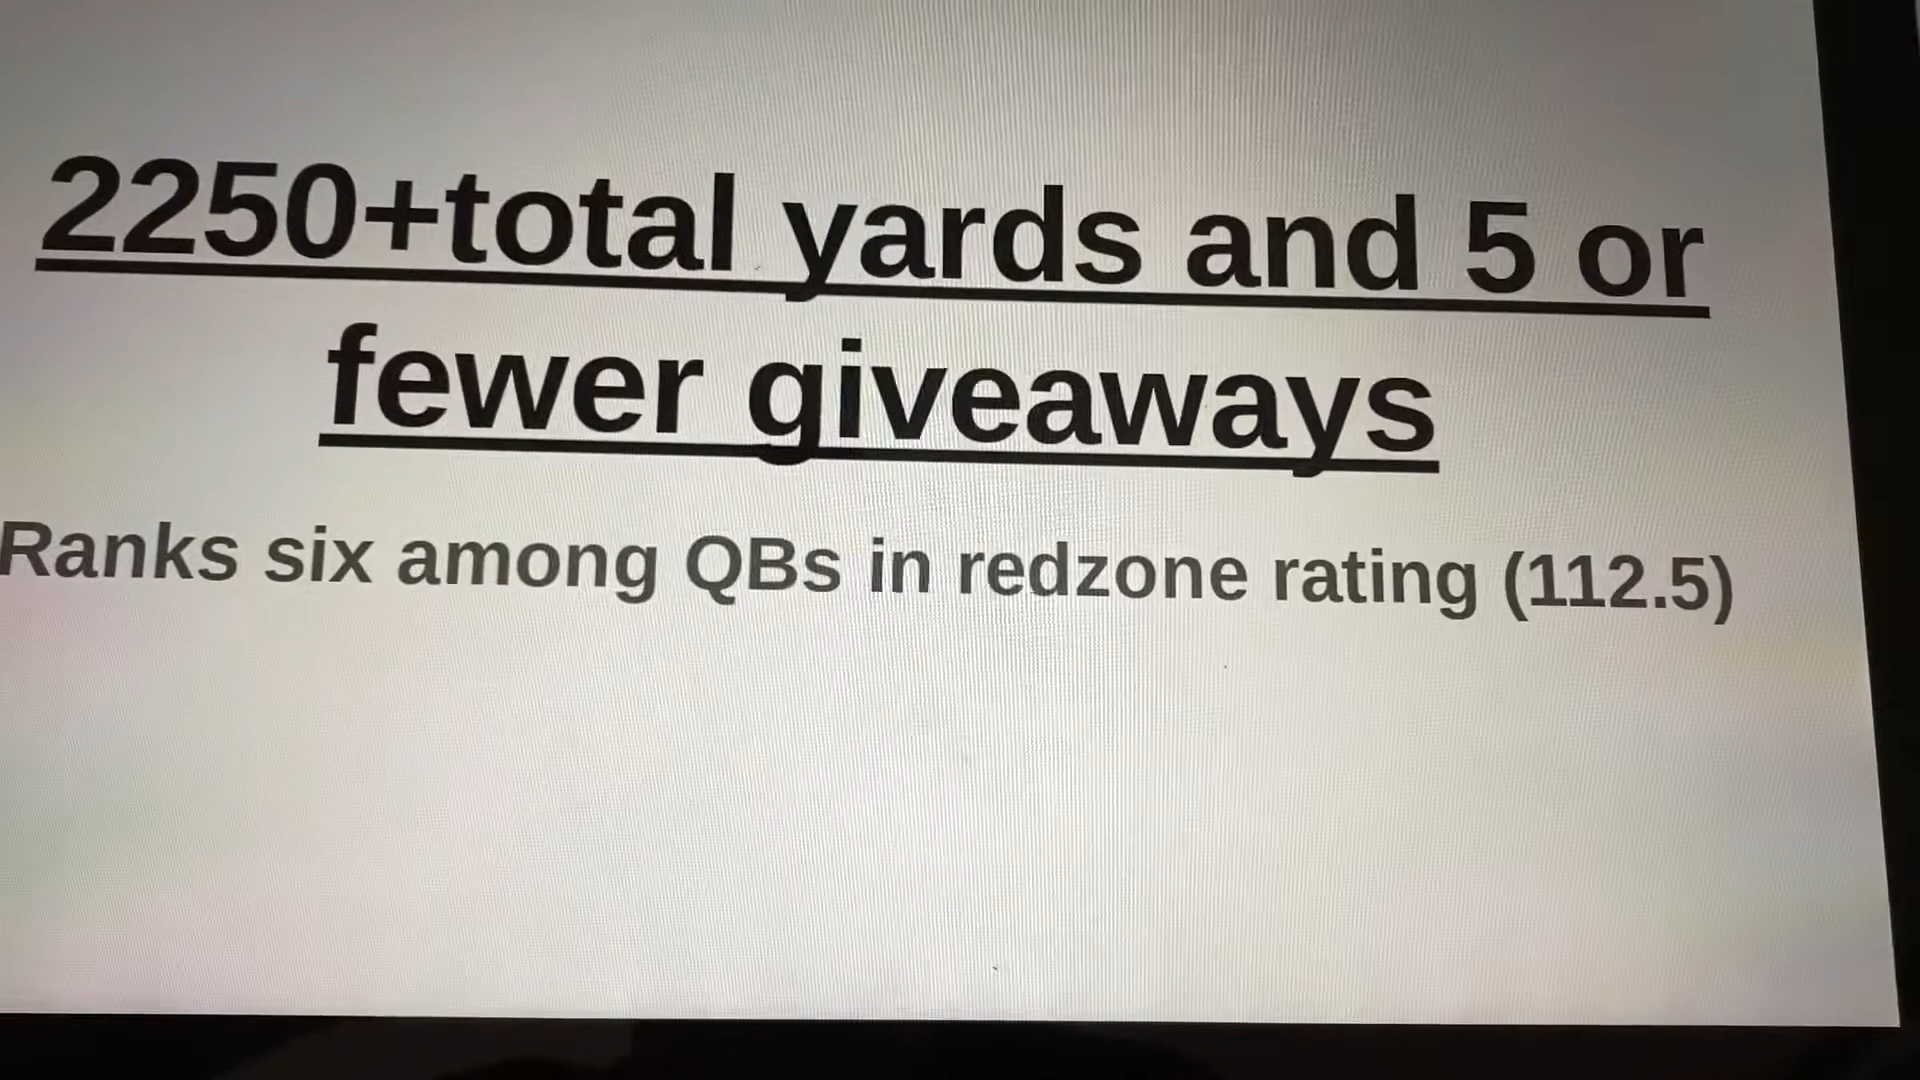 2250+total yards and 5 or
fewer giveaways
Ranks six among QBs in redzone rating (112.5)